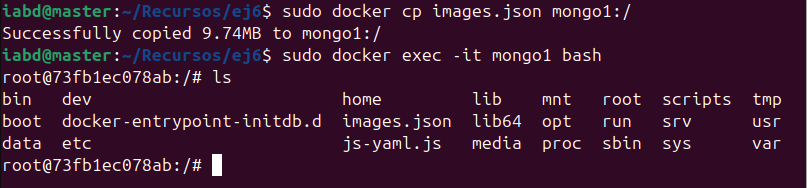 iabd@master:~/Recursos/ej6$ sudo docker cp images.json mongo1:/
Successfully copied 9.74MB to mongo1:/
iabd@master:~/Recursos/ej6$ sudo docker exec -it mongo1 bash
root@73fb1ec078ab:/# ls
bin   dev                         home         lib    mnt   root  scripts  tmp
boot  docker-entrypoint-initdb.d  images.json  lib64  opt   run   srv      usr
data  etc                         js-yaml.js   media  proc  sbin  sys      var
root@73fb1ec078ab:/#